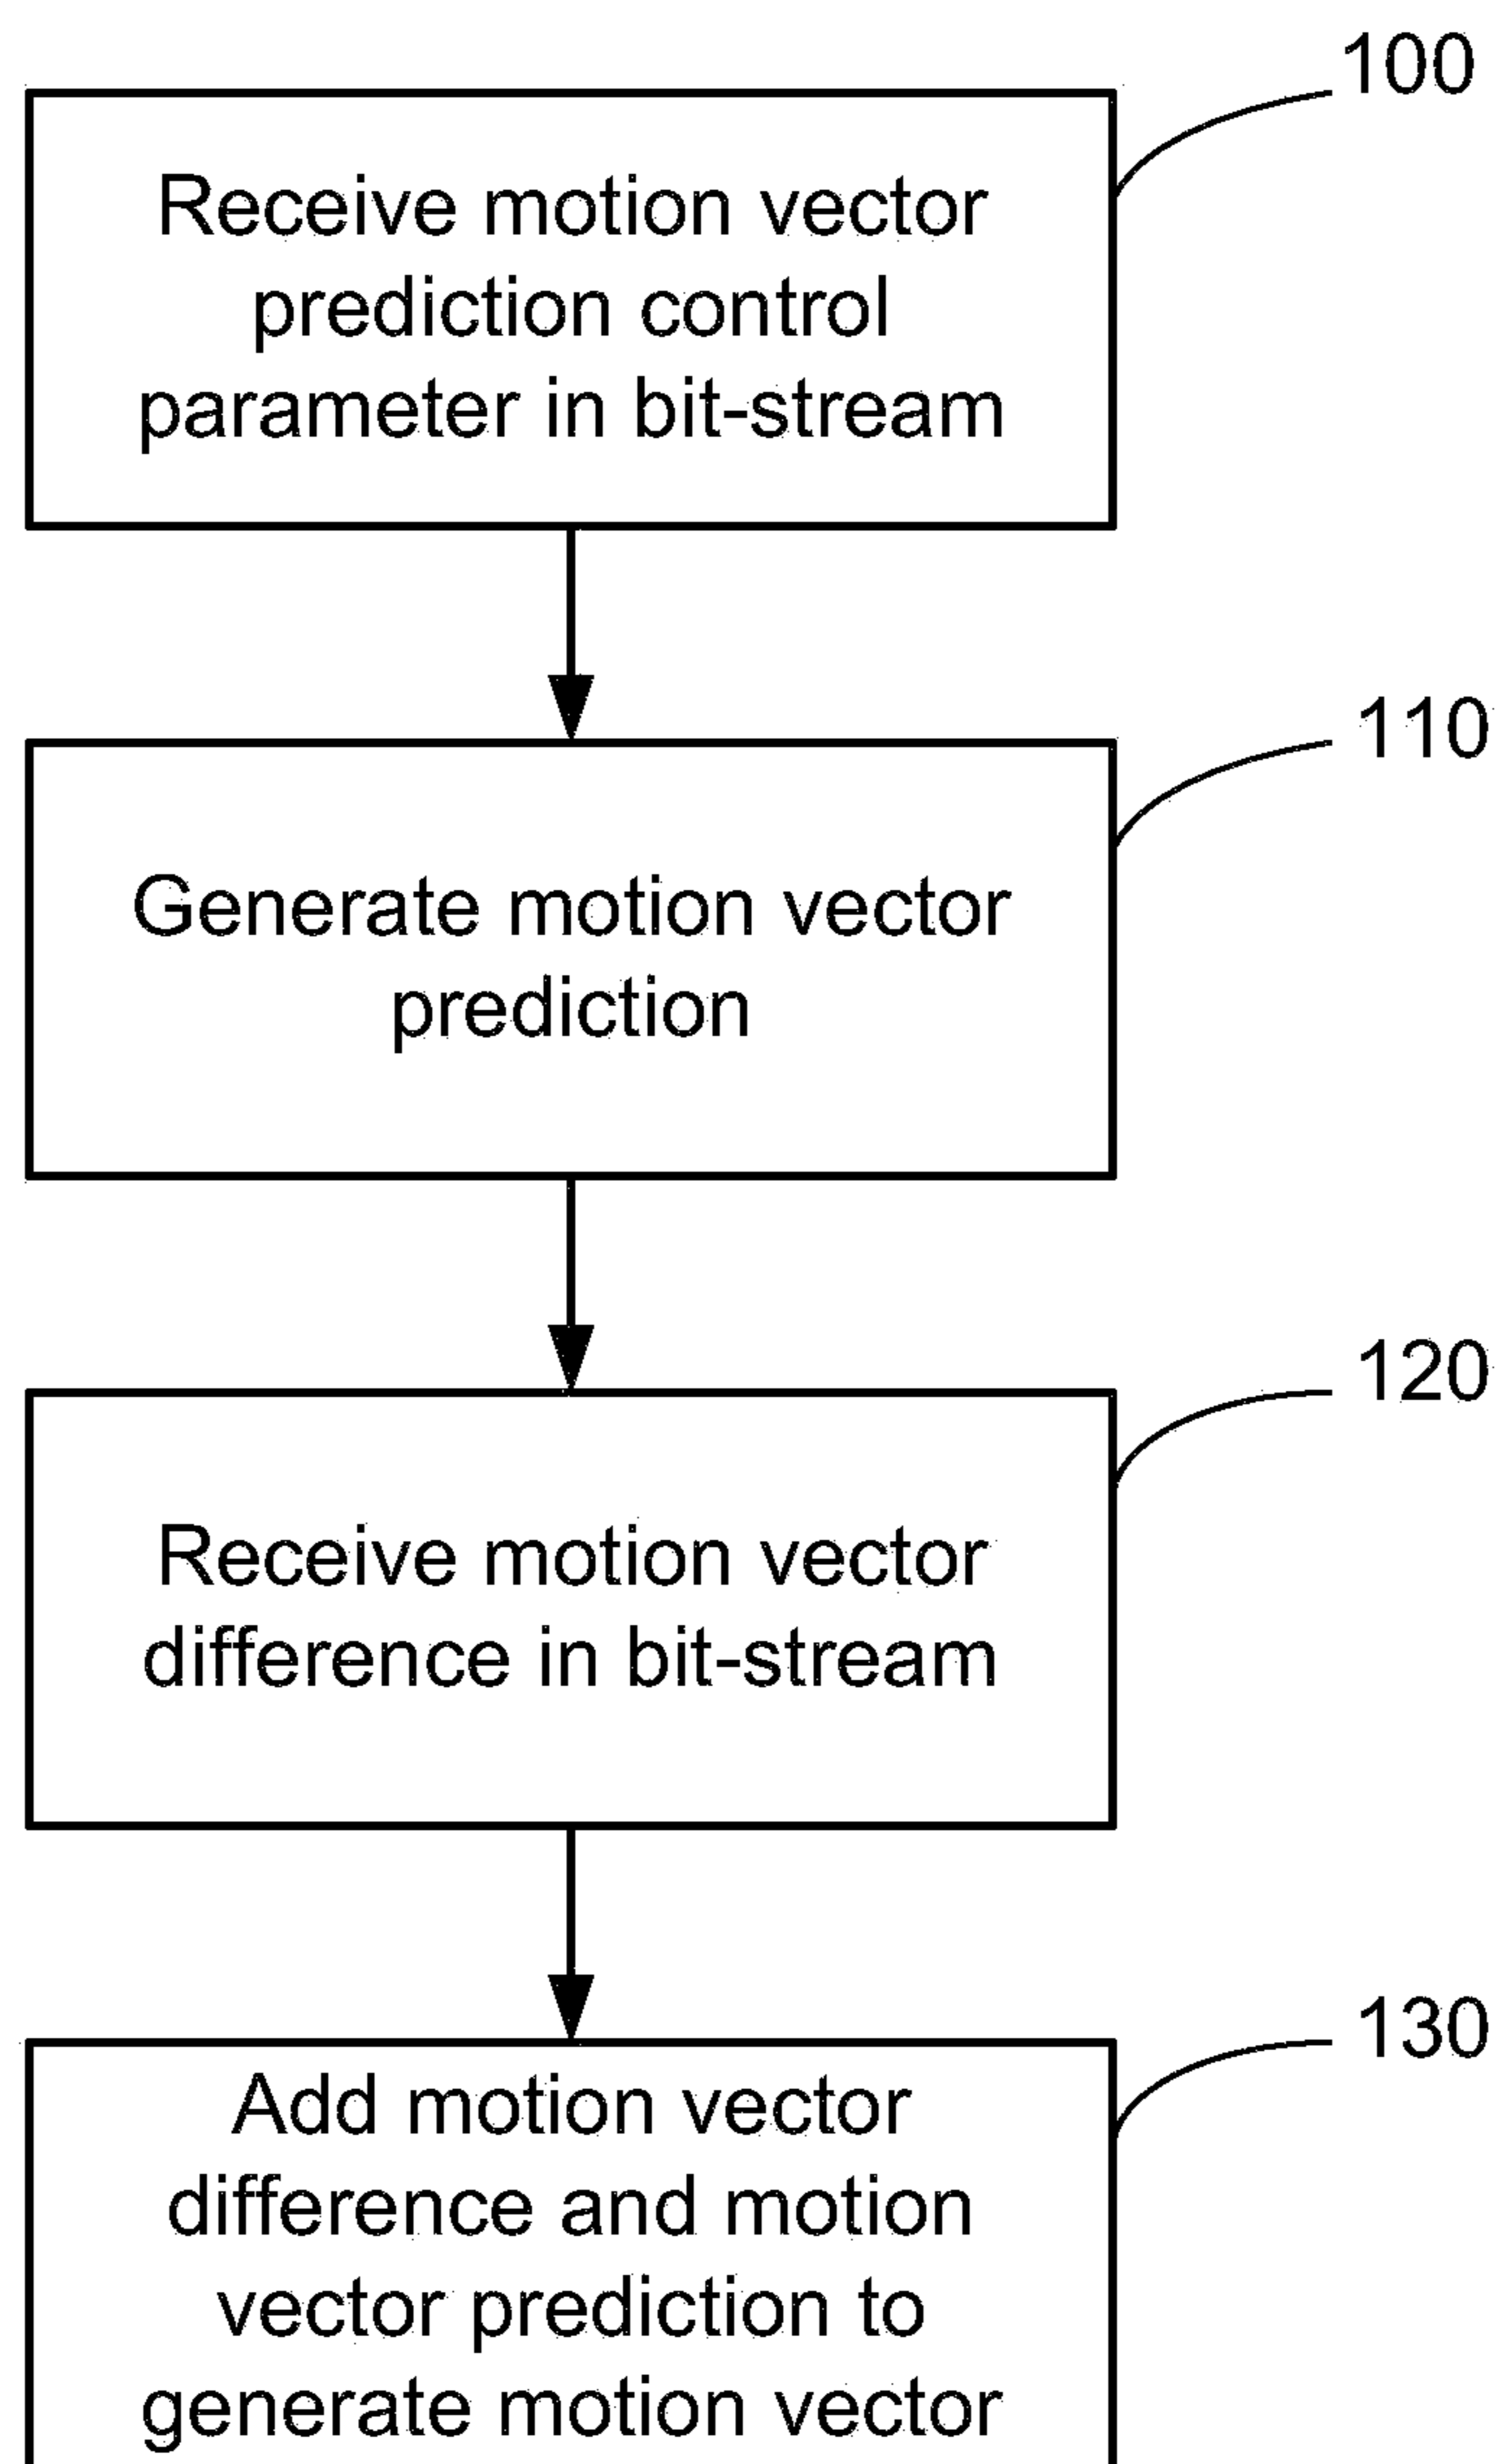 100
Receive motion vector
prediction control
parameter in bit-stream
110
Generate motion vector
prediction
120
Receive motion vector
difference in bit-stream
130
Add motion vector
difference and motion
vector prediction to
generate motion vector